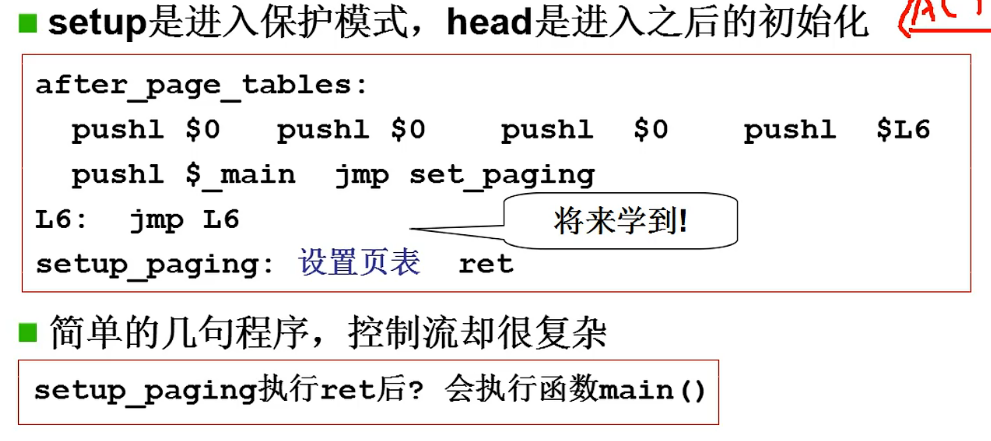 setup是进入保护模式，head是进入之后的初始化
after_page_tables:
pushl $0 pushl $0 pushl $0 pushl $L6
pushl $_main jmp set_paging
L6: jmp L6
将来学到!
setup_paging: 设置页表 ret
简单的几句程序，控制流却很复杂
setup_paging执行ret后? 会执行函数main()